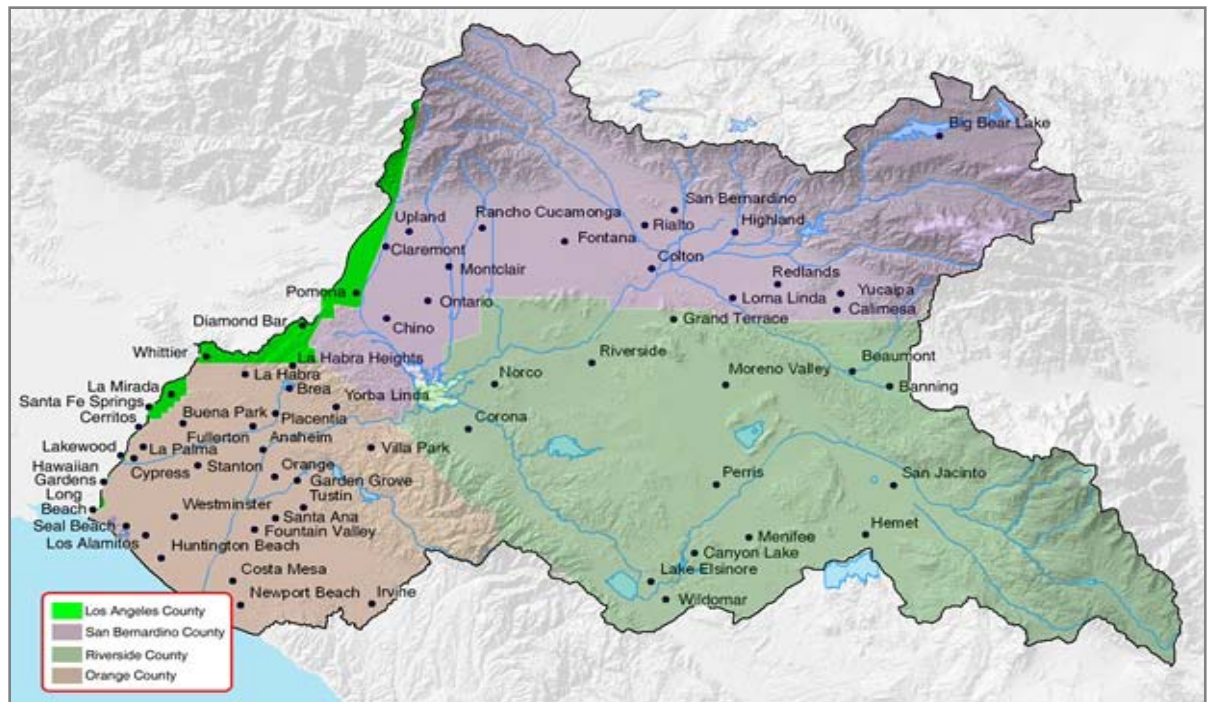 Big Bear Lake
San Bernardino
Upland
Rancho Cucamonga
Rialto
Highland
Fontana
Claremont
Colton
Montclair
Redlands
Pomona
Yucaipa
Ontario
Loma Linda
Calimesa
Diamond Bar
Chino
Grand Terrace
Whittier
La Habra Heights
Riverside
Beaumont
La Habra
Norco
Moreno Valley
La Mirada
Brea
Banning
Santa Fe Springs
Yorba Linda
Cerritos
Buena Park
Placentia
Corona
Fullerton
Anaheim
Lakewood
La Palma
Villa Park
Hawaiian
Gardens
Cypress
Stanton
Orange
Perris
San Jacinto
Garden Grove
Long
Beach
Westminster
Tustin
Santa Ana
Seal Beach
Fountain Valley
Hemet
Los Alamitos
Huntington Beach
Menifee
Canyon Lake
Costa Mesa
Lake Elsinore
Newport Beach
Irvine
Wildomar
Los Angeles County
San Bernardino County
Riverside County
Orange County